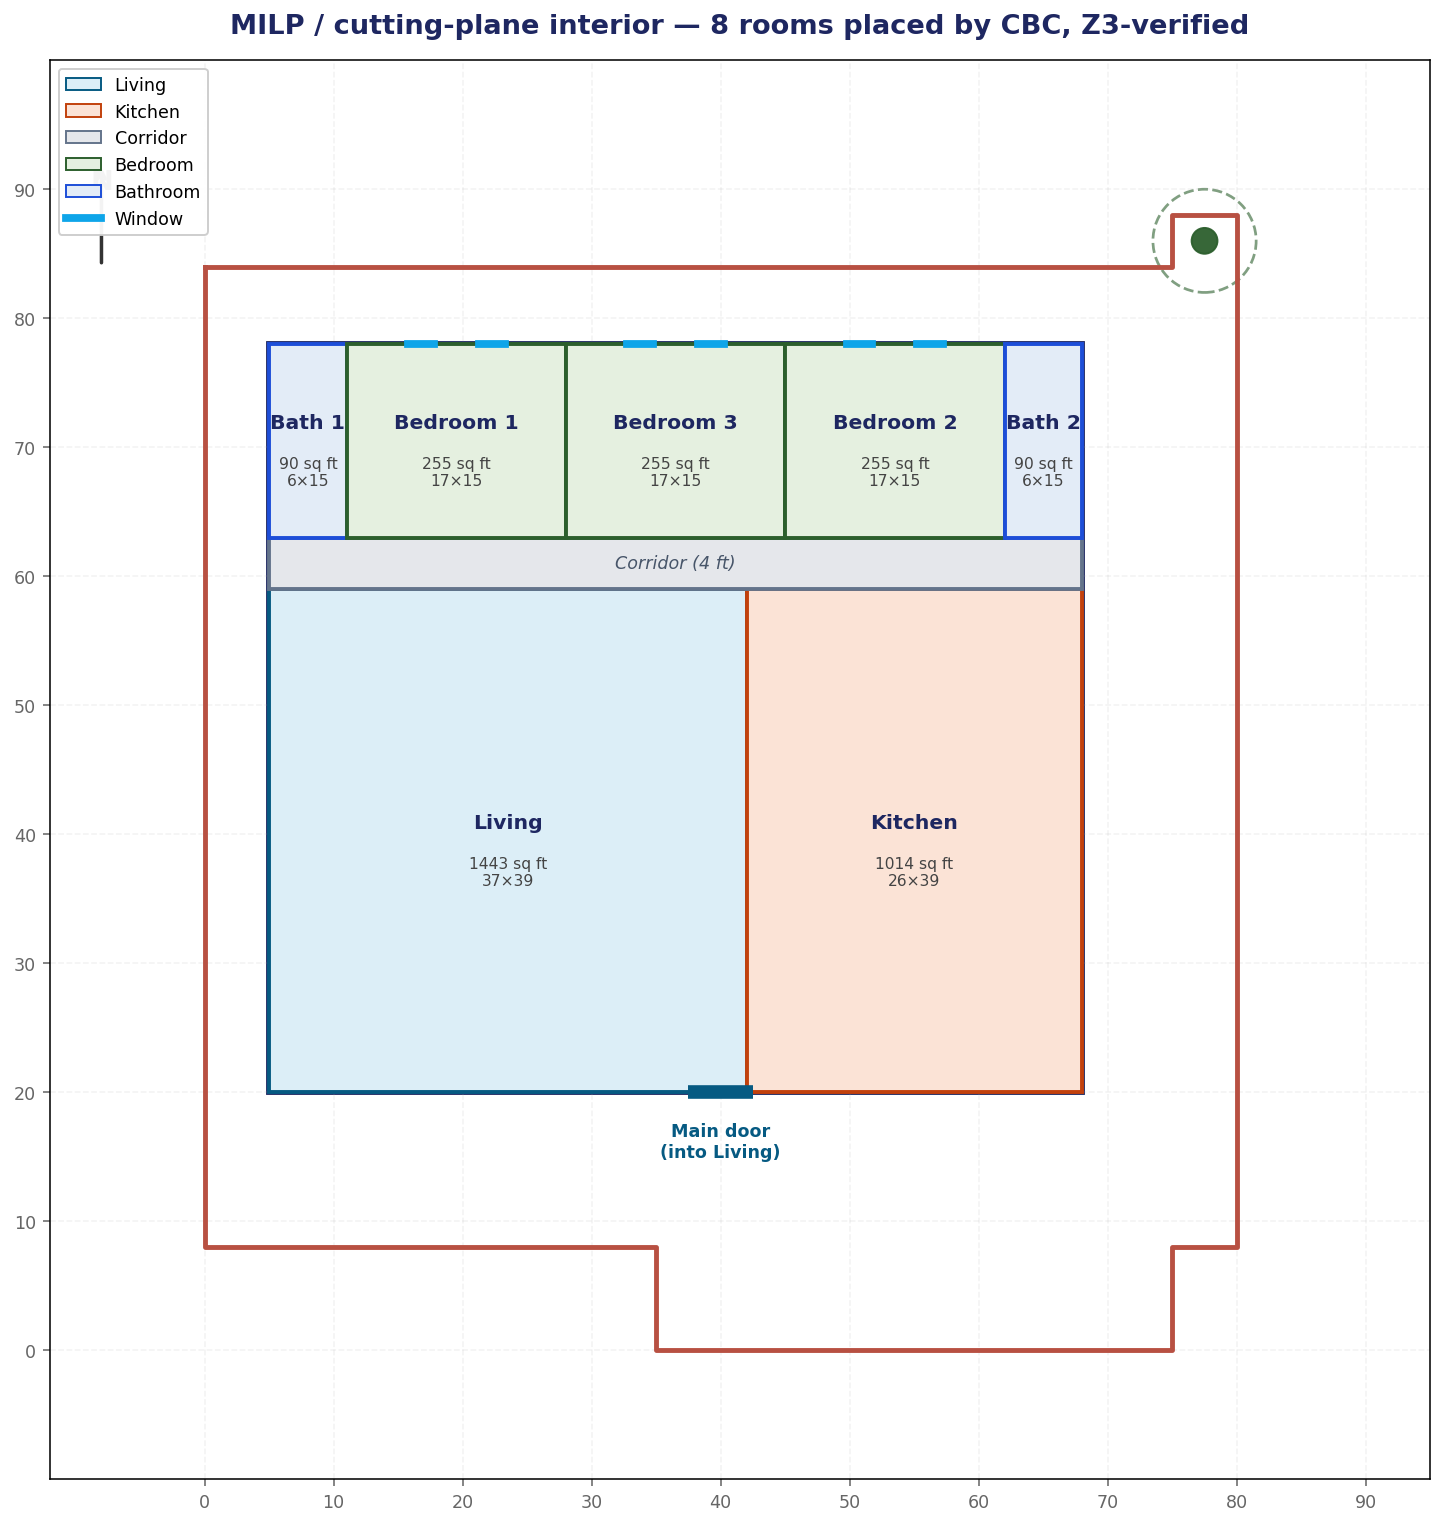 MILP / cutting-plane interior — 8 rooms placed by CBC, Z3-verified
Living
Kitchen
Corridor
Bedroom
Bathroom
Window
90
80
70
60
50
40
30
20
10
0
Bath 1
90 sq ft
6×15
Bedroom 1
255 sq ft
17×15
Bedroom 3
255 sq ft
17×15
Bedroom 2
255 sq ft
17×15
Bath 2
90 sq ft
6×15
Corridor (4 ft)
Living
1443 sq ft
37×39
Kitchen
1014 sq ft
26×39
Main door
(into Living)
0 10 20 30 40 50 60 70 80 90